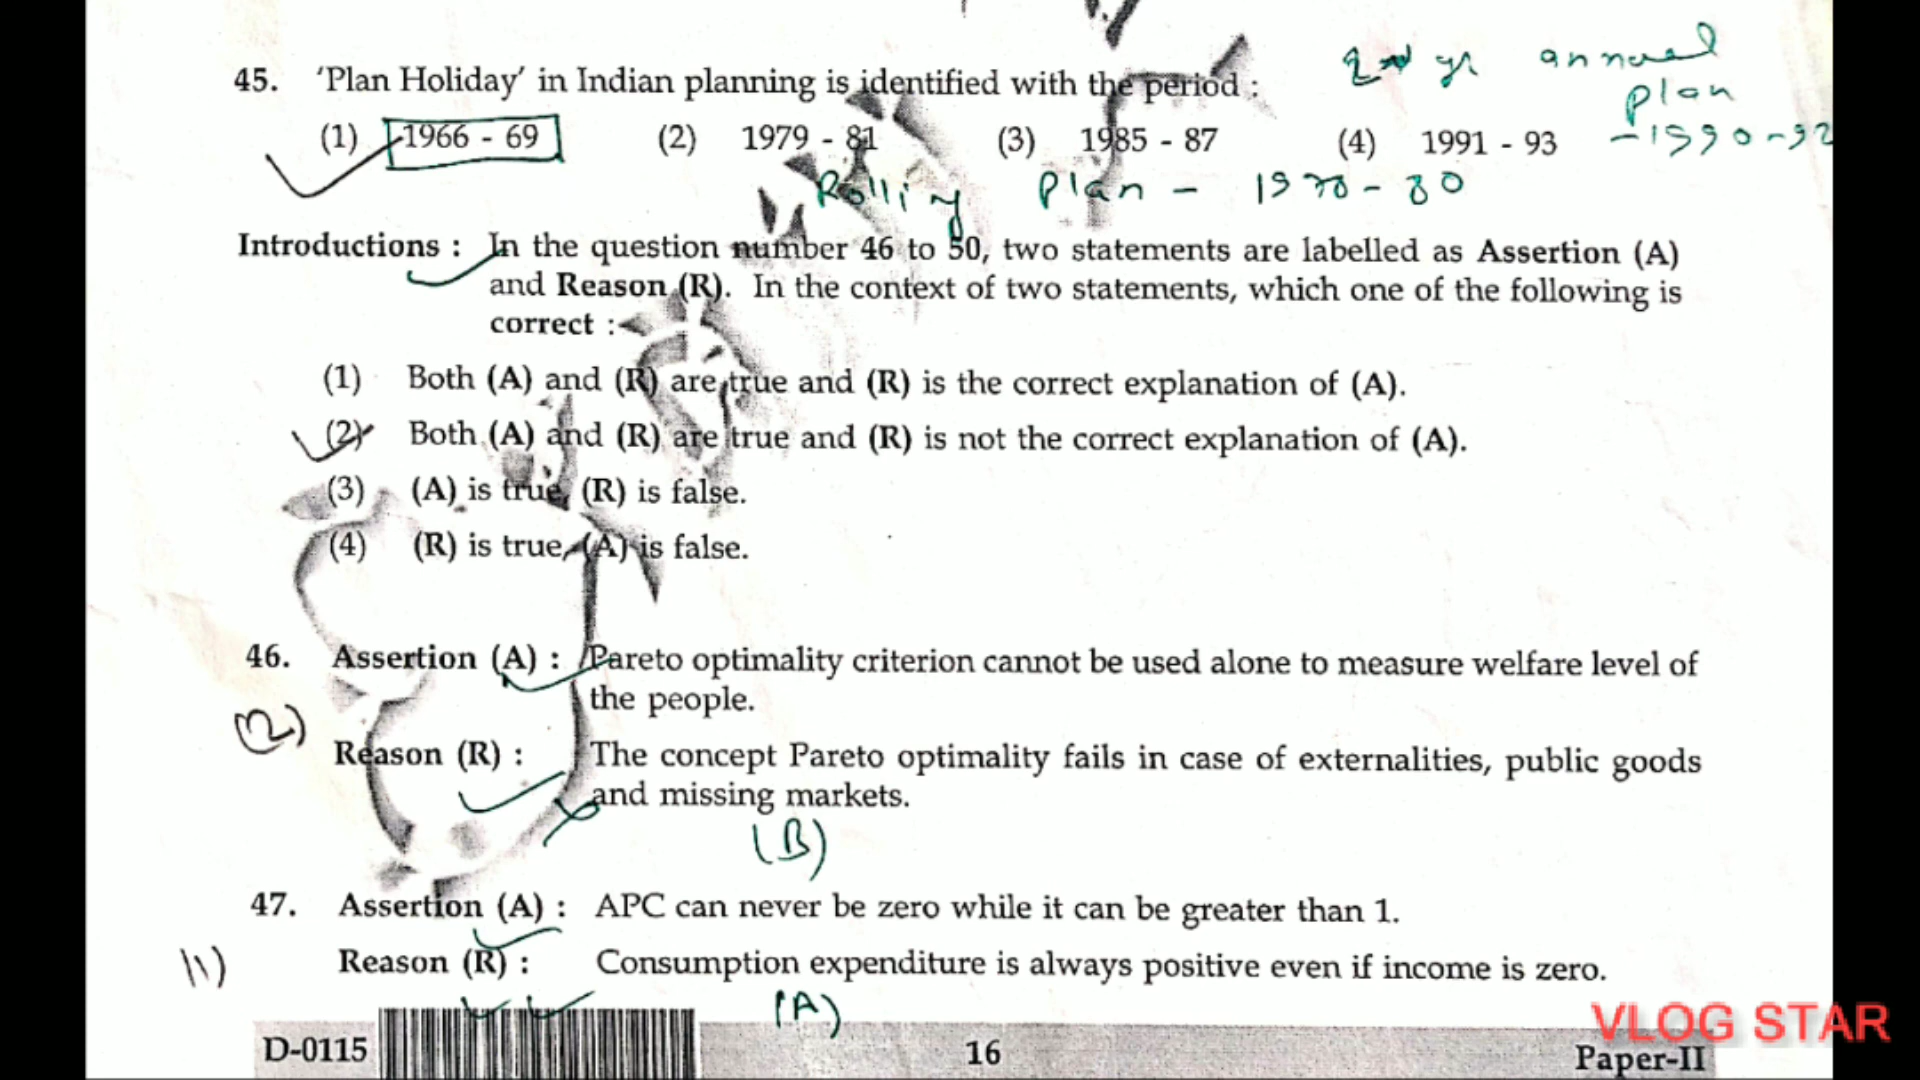 45. 'Plan Holiday' in Indian planning is identified with the period :
2nd yr annual
plan
- 1990-92
(1) 1966 - 69 (2) 1979 - 81 (3) 1985 - 87 (4) 1991 - 93
Rolling Plan - 1978-80
Introductions : In the question number 46 to 50, two statements are labelled as Assertion (A)
and Reason (R). In the context of two statements, which one of the following is
correct :
(1) Both (A) and (R) are true and (R) is the correct explanation of (A).
(2) Both (A) and (R) are true and (R) is not the correct explanation of (A).
(3) (A) is true, (R) is false.
(4) (R) is true, (A) is false.
46. Assertion (A) : Pareto optimality criterion cannot be used alone to measure welfare level of
the people.
(2)
Reason (R) : The concept Pareto optimality fails in case of externalities, public goods
and missing markets.
(B)
47. Assertion (A) : APC can never be zero while it can be greater than 1.
(1) Reason (R) : Consumption expenditure is always positive even if income is zero.
(A)
VLOG STAR
D-0115 16 Paper-II